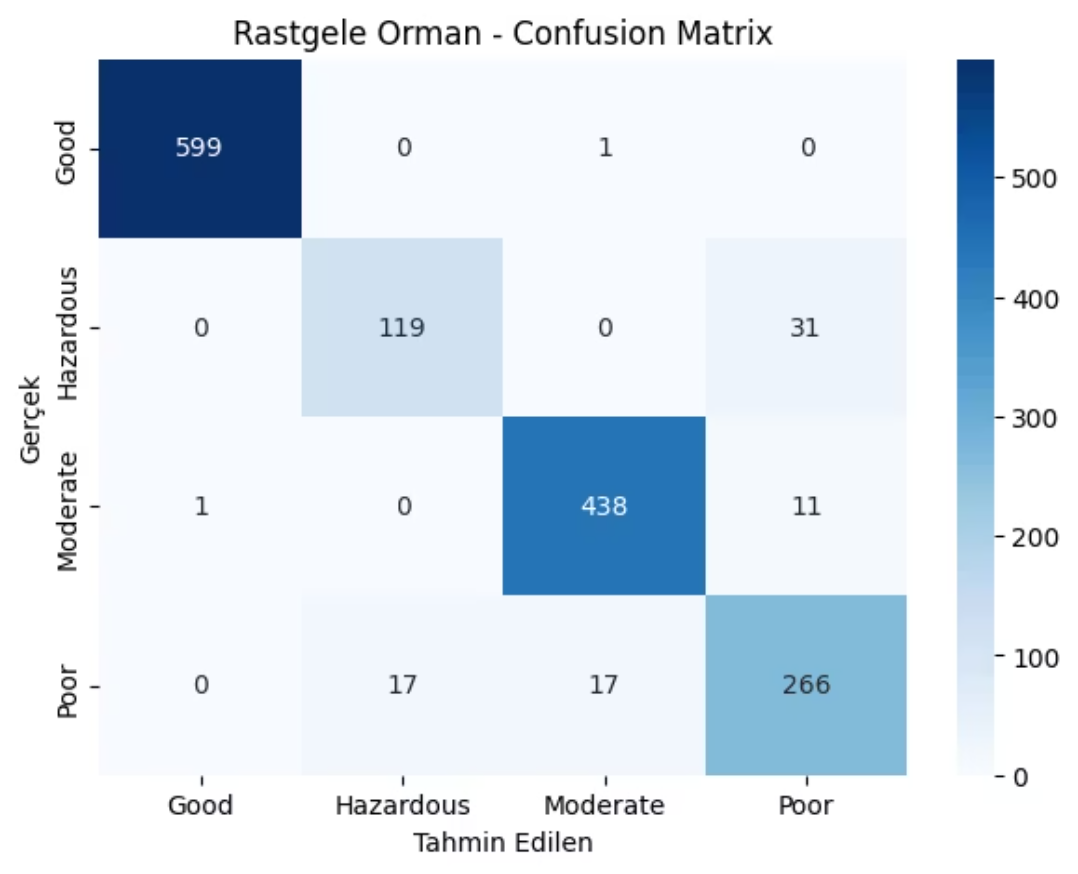 Rastgele Orman - Confusion Matrix
Gerçek
Good
599
0
1
0
Hazardous
0
119
0
31
Moderate
1
0
438
11
Poor
0
17
17
266
Good
Hazardous
Moderate
Poor
Tahmin Edilen
500
400
300
200
100
0